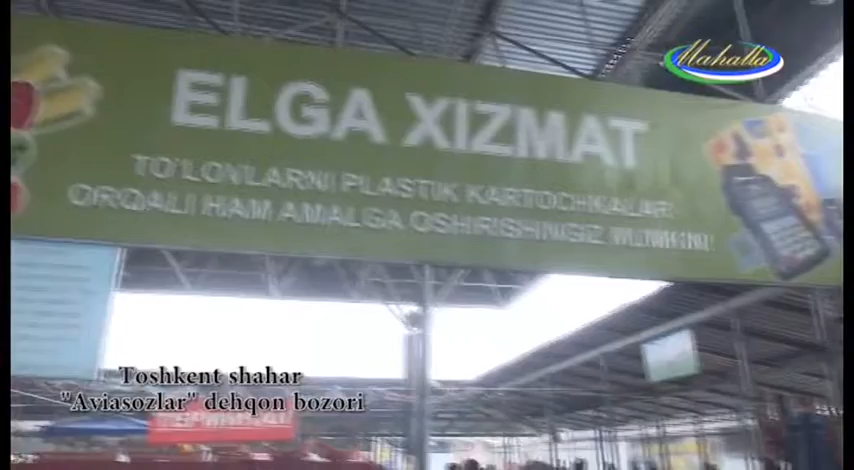 Mahalla
ELGA XIZMAT
TO'LOVLARNI PLASTIK KARTOCHKALAR
ORQALI HAM AMALGA OSHIRISHINGIZ MUMKIN!
Toshkent shahar
"Aviasozlar" dehqon bozori